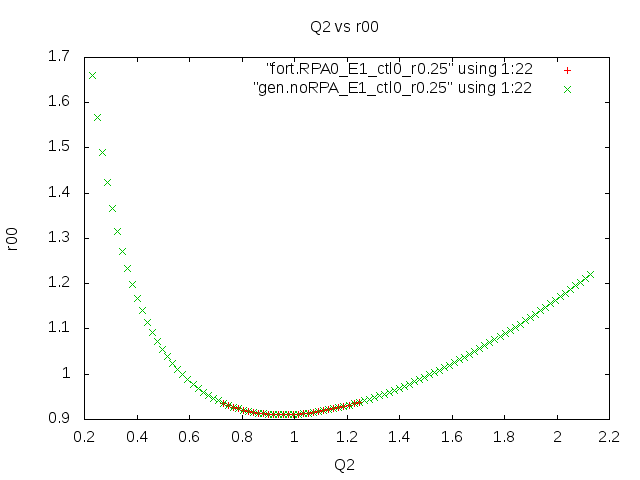 Q2 vs r00
"fort.RPA0_E1_ctl0_r0.25" using 1:22
"gen.noRPA_E1_ctl0_r0.25" using 1:22
1.7
1.6
1.5
1.4
1.3
1.2
1.1
1
0.9
r00
0.2 0.4 0.6 0.8 1 1.2 1.4 1.6 1.8 2 2.2
Q2